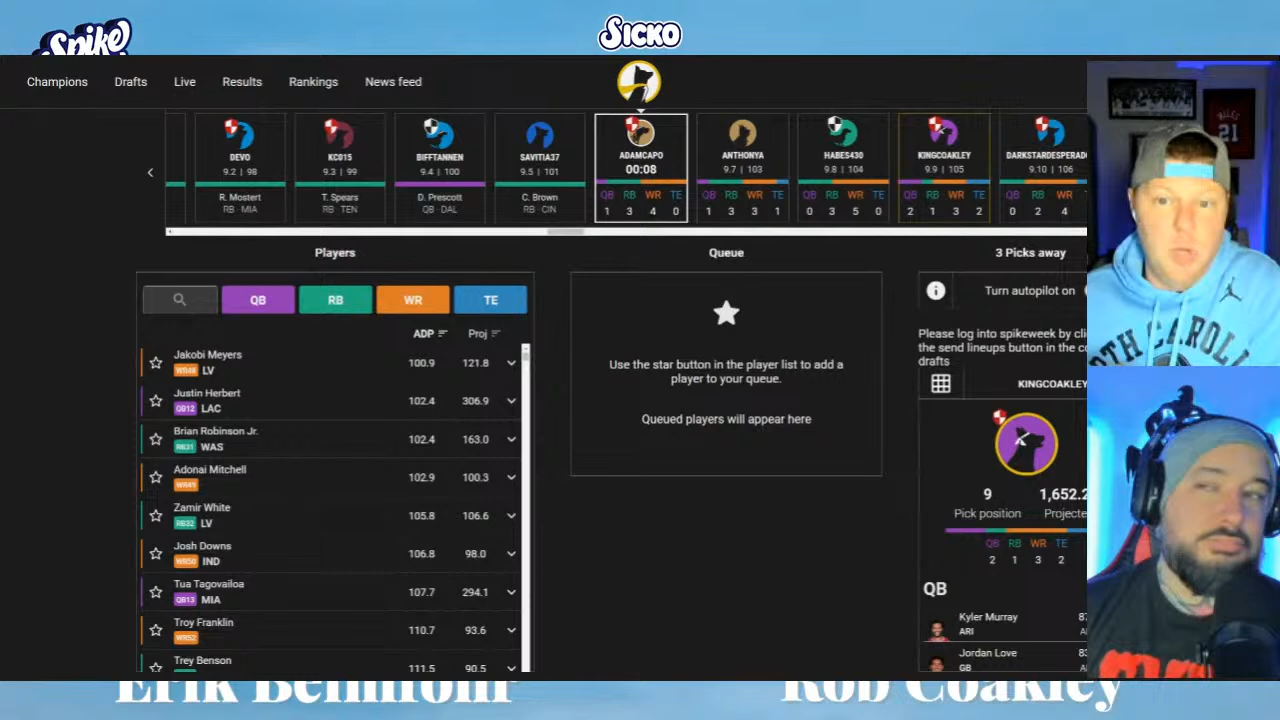 Spike
SICKO
Champions
Drafts
Live
Results
Rankings
News feed
21
DEVO
9.2 | 98
R. Mostert
RB · MIA
KC015
9.3 | 99
T. Spears
RB · TEN
BIFFTANNEN
9.4 | 100
D. Prescott
QB · DAL
SAVITIA37
9.5 | 101
C. Brown
RB · CIN
ADAMCAPO
00:08
QB RB WR TE
1 3 4 0
ANTHONYA
9.7 | 103
QB RB WR TE
1 3 3 1
HABES430
9.8 | 104
QB RB WR TE
0 3 5 0
KINGCOAKLEY
9.9 | 105
QB RB WR TE
2 1 3 2
DARKSTARDESPERADO
9.10 | 106
QB RB WR TE
0 2 4
Players
QB
RB
WR
TE
ADP
Proj
Jakobi Meyers
WR48 LV
100.9
121.8
Justin Herbert
QB12 LAC
102.4
306.9
Brian Robinson Jr.
RB31 WAS
102.4
163.0
Adonai Mitchell
WR49
102.9
100.3
Zamir White
RB32 LV
105.8
106.6
Josh Downs
WR50 IND
106.8
98.0
Tua Tagovailoa
QB13 MIA
107.7
294.1
Troy Franklin
WR52
110.7
93.6
Trey Benson
111.5
90.5
Queue
Use the star button in the player list to add a
player to your queue.
Queued players will appear here
3 Picks away
Turn autopilot on
Please log into spikeweek by cli
the send lineups button in the co
drafts
KINGCOAKLEY
9
Pick position
1,652.2
Projecte
QB RB WR TE
2 1 3 2
QB
Kyler Murray
ARI
87
Jordan Love
GB
83
Rob Coakley